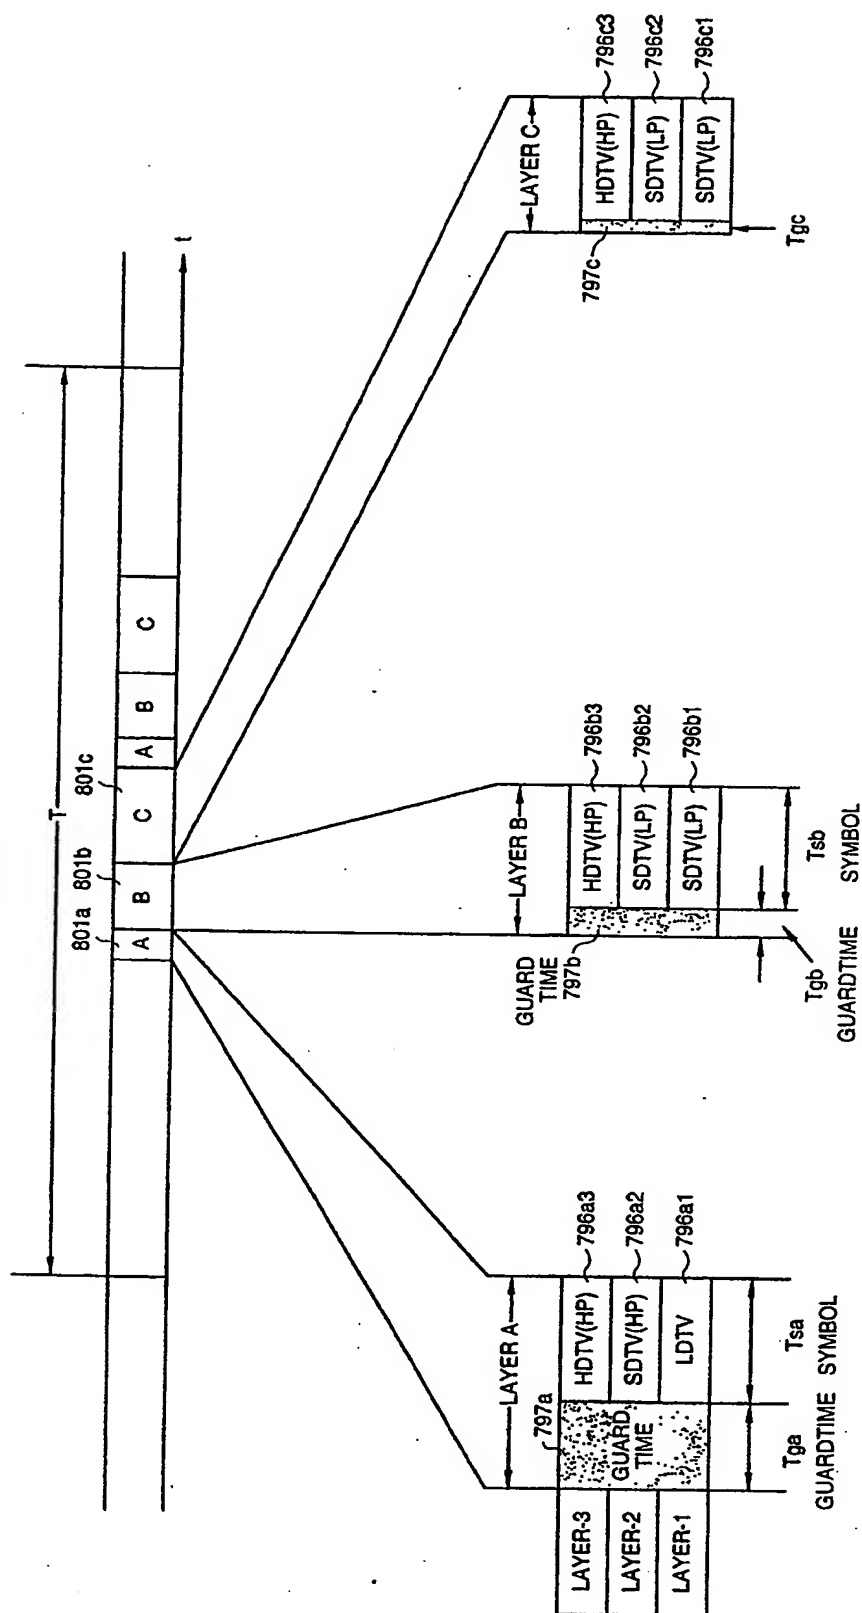 T
801a
801b
801c
A
B
C
A
B
C
t
LAYER A
797a
LAYER-3
GUARD
TIME
HDTV(HP)
796a3
LAYER-2
SDTV(HP)
796a2
LAYER-1
LDTV
796a1
Tga
Tsa
GUARDTIME
SYMBOL
LAYER B
GUARD
TIME
797b
HDTV(HP)
796b3
SDTV(LP)
796b2
SDTV(LP)
796b1
Tgb
Tsb
GUARDTIME
SYMBOL
LAYER C
797c
HDTV(HP)
796c3
SDTV(LP)
796c2
SDTV(LP)
796c1
Tgc